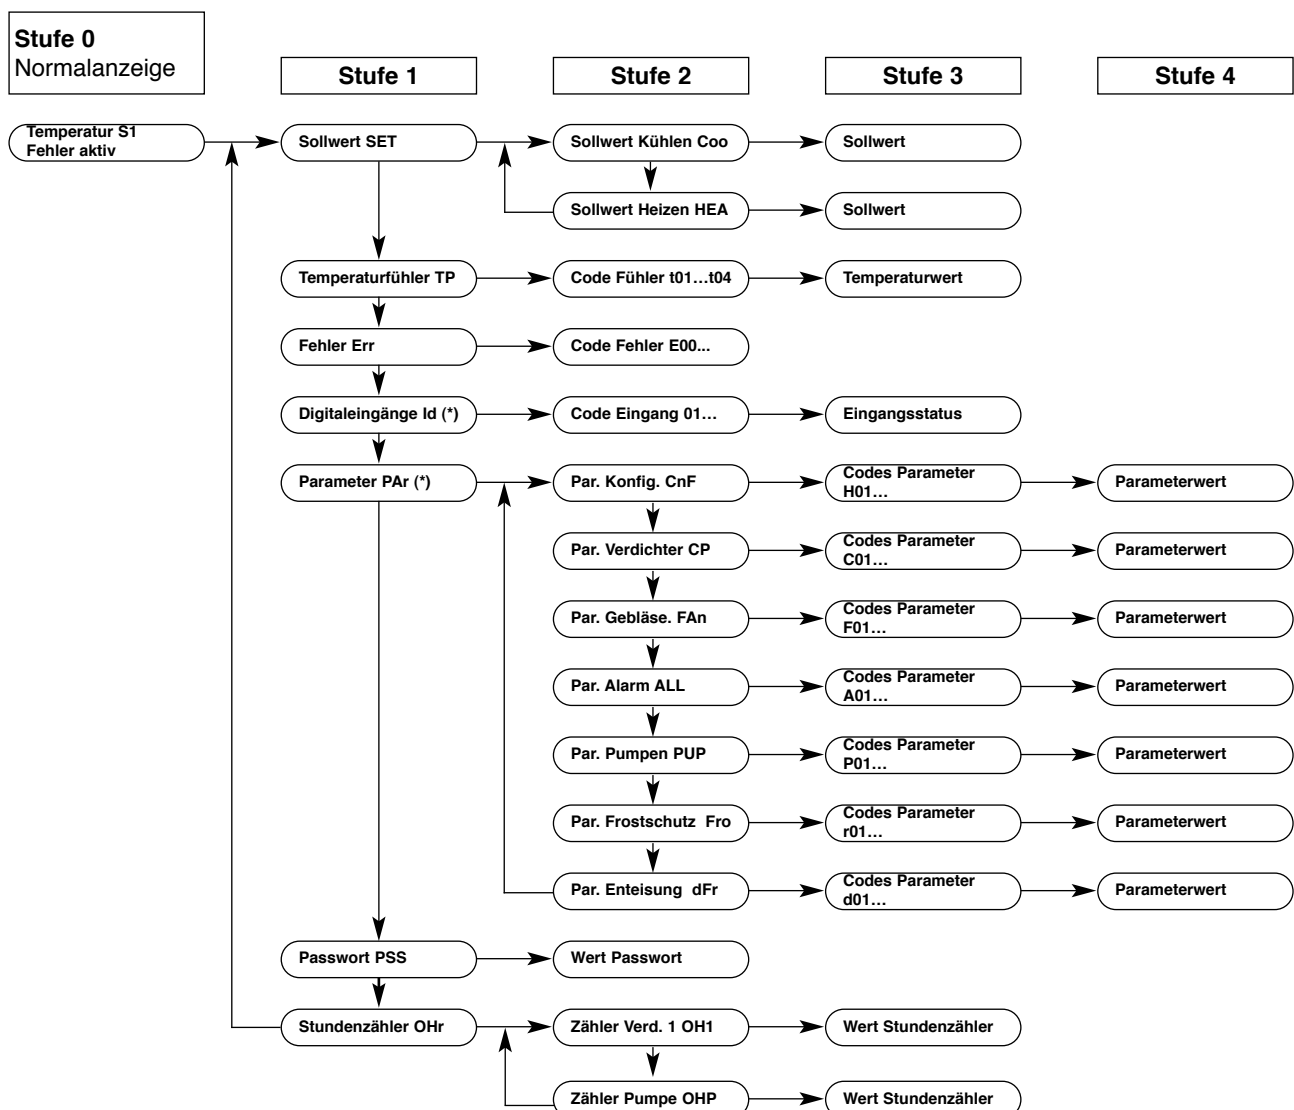 Stufe 0
Normalanzeige
Stufe 1
Stufe 2
Stufe 3
Stufe 4
Temperatur S1
Fehler aktiv
Sollwert SET
Sollwert Kühlen Coo
Sollwert
Sollwert Heizen HEA
Sollwert
Temperaturfühler TP
Code Fühler t01...t04
Temperaturwert
Fehler Err
Code Fehler E00...
Digitaleingänge Id (*)
Code Eingang 01...
Eingangsstatus
Parameter PAr (*)
Par. Konfig. CnF
Codes Parameter
H01...
Parameterwert
Par. Verdichter CP
Codes Parameter
C01...
Parameterwert
Par. Gebläse. FAn
Codes Parameter
F01...
Parameterwert
Par. Alarm ALL
Codes Parameter
A01...
Parameterwert
Par. Pumpen PUP
Codes Parameter
P01...
Parameterwert
Par. Frostschutz Fro
Codes Parameter
r01...
Parameterwert
Par. Enteisung dFr
Codes Parameter
d01...
Parameterwert
Passwort PSS
Wert Passwort
Stundenzähler OHr
Zähler Verd. 1 OH1
Wert Stundenzähler
Zähler Pumpe OHP
Wert Stundenzähler